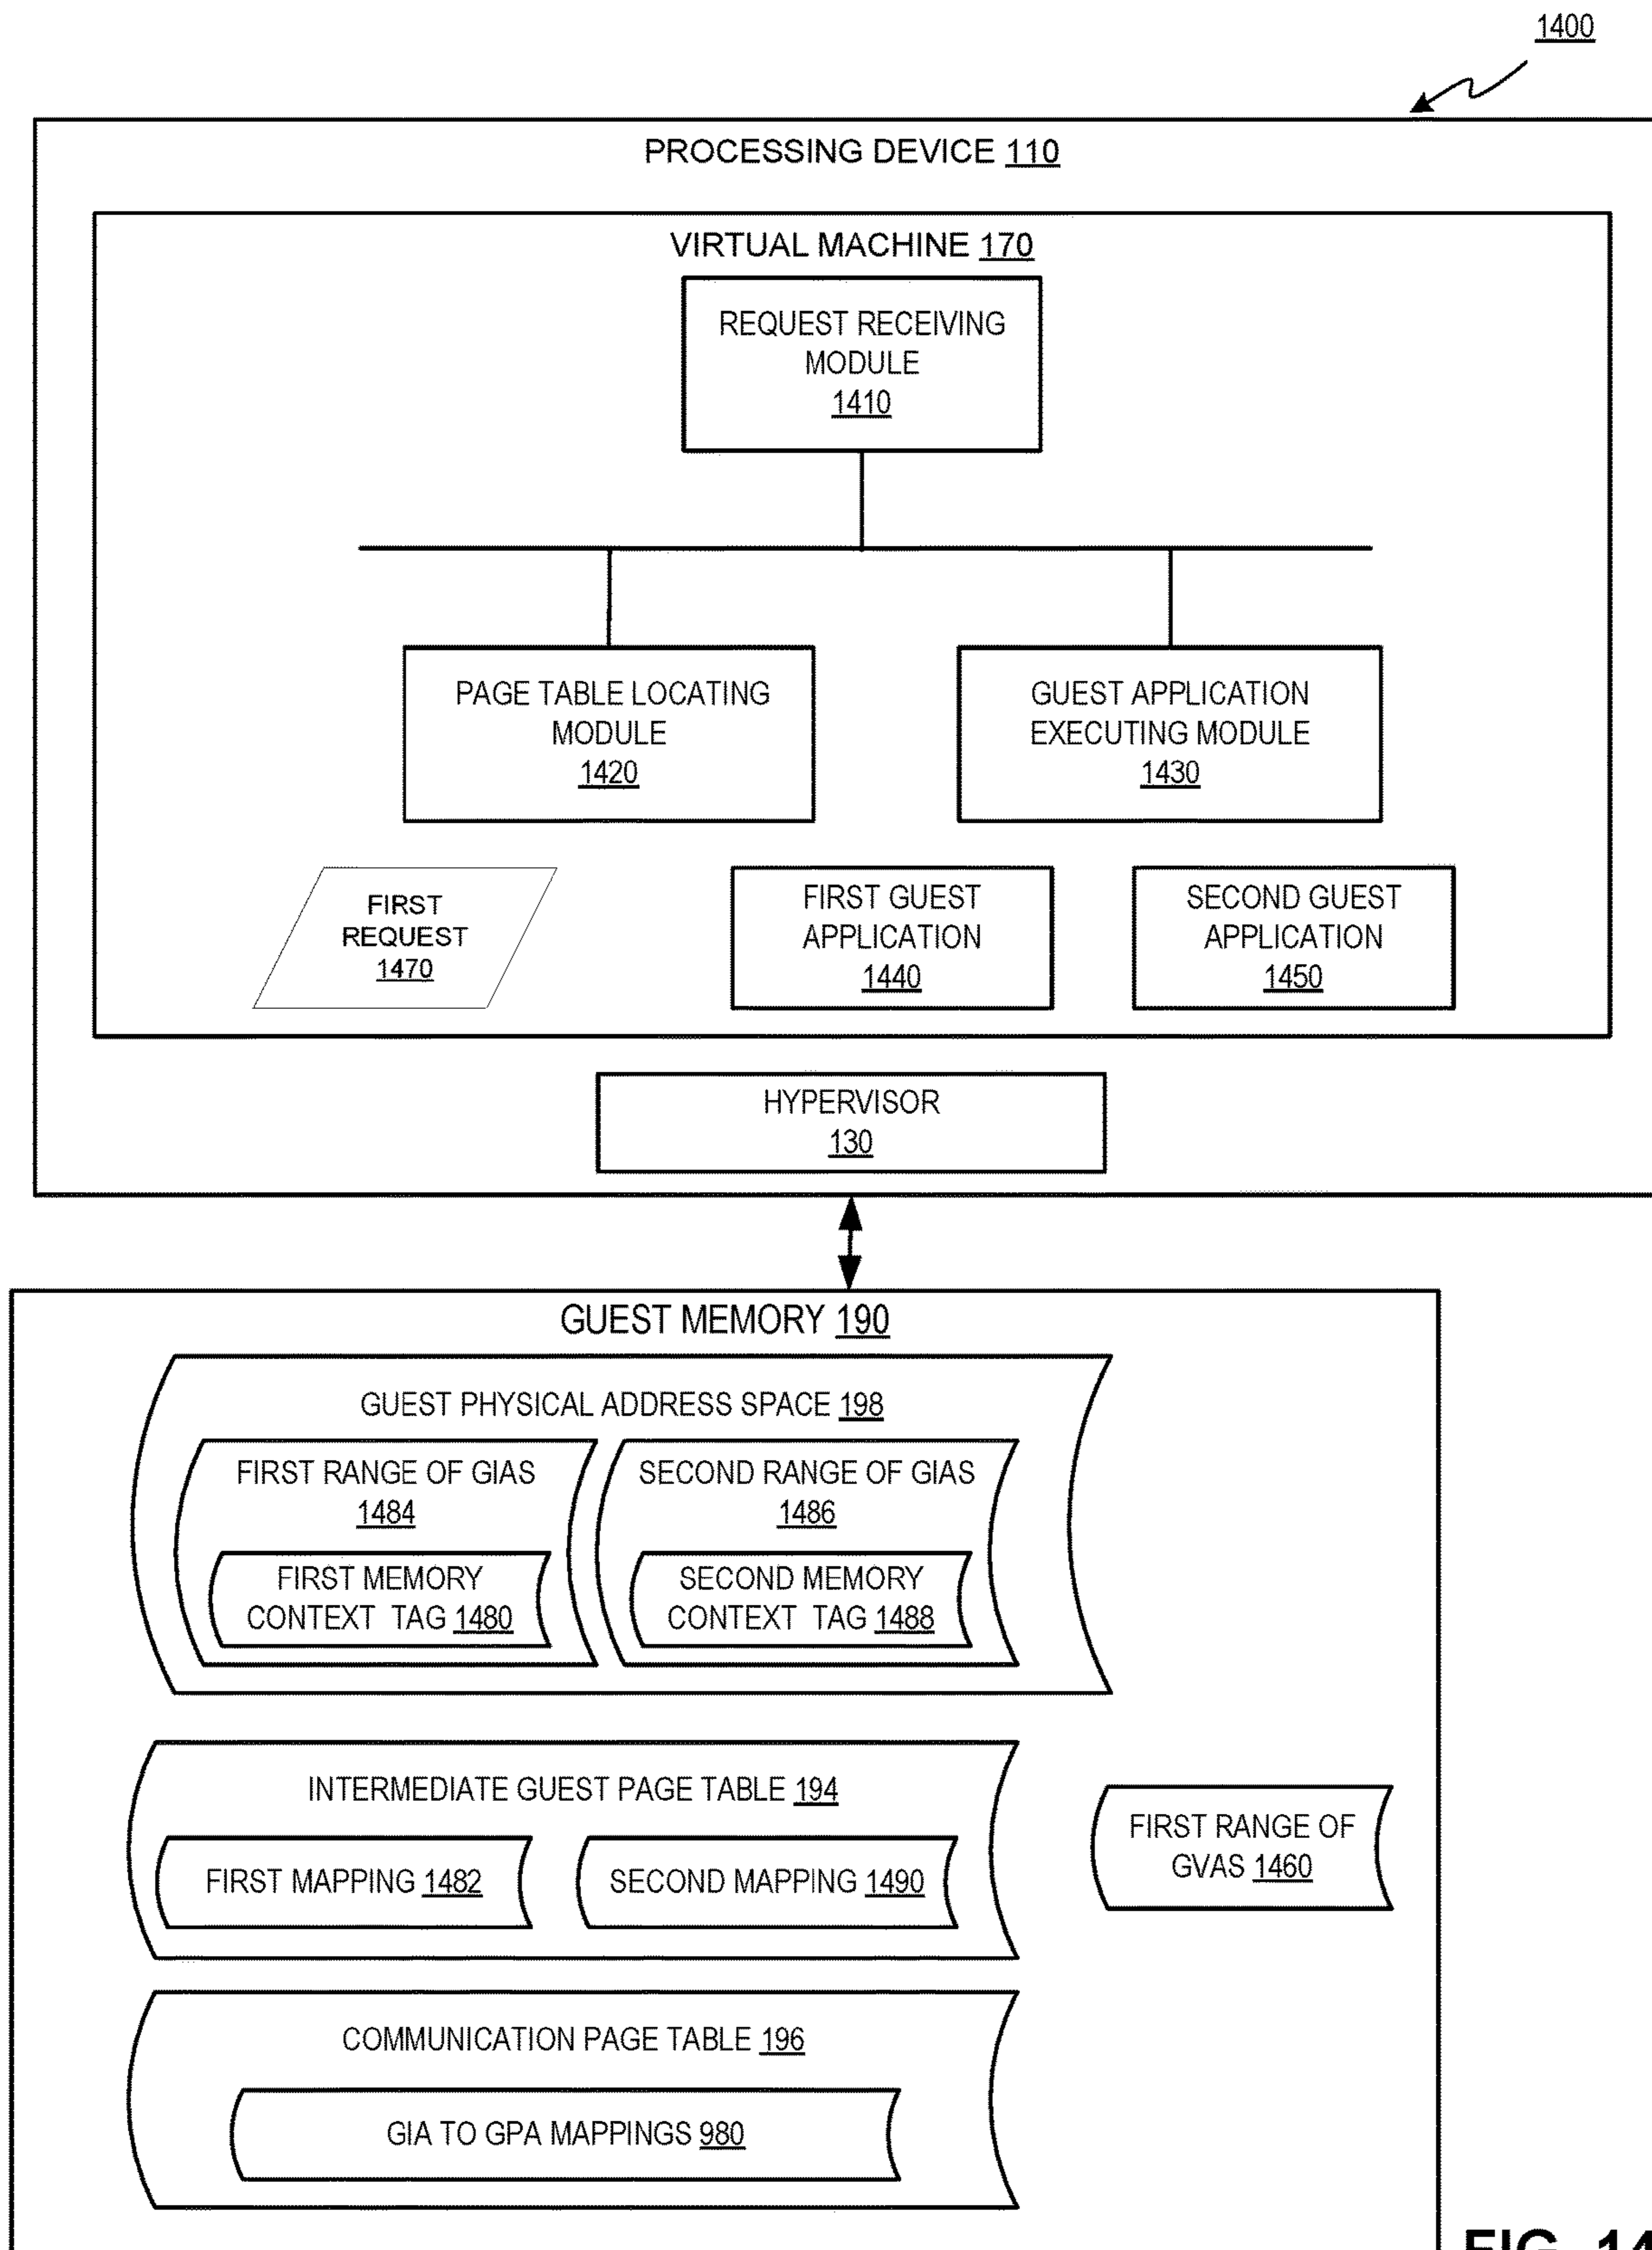 1400
PROCESSING DEVICE 110
VIRTUAL MACHINE 170
REQUEST RECEIVING
MODULE
1410
PAGE TABLE LOCATING
MODULE
1420
GUEST APPLICATION
EXECUTING MODULE
1430
FIRST
REQUEST
1470
FIRST GUEST
APPLICATION
1440
SECOND GUEST
APPLICATION
1450
HYPERVISOR
130
GUEST MEMORY 190
GUEST PHYSICAL ADDRESS SPACE 198
FIRST RANGE OF GIAS
1484
FIRST MEMORY
CONTEXT TAG 1480
SECOND RANGE OF GIAS
1486
SECOND MEMORY
CONTEXT TAG 1488
INTERMEDIATE GUEST PAGE TABLE 194
FIRST MAPPING 1482
SECOND MAPPING 1490
FIRST RANGE OF
GVAS 1460
COMMUNICATION PAGE TABLE 196
GIA TO GPA MAPPINGS 980
FIG. 14